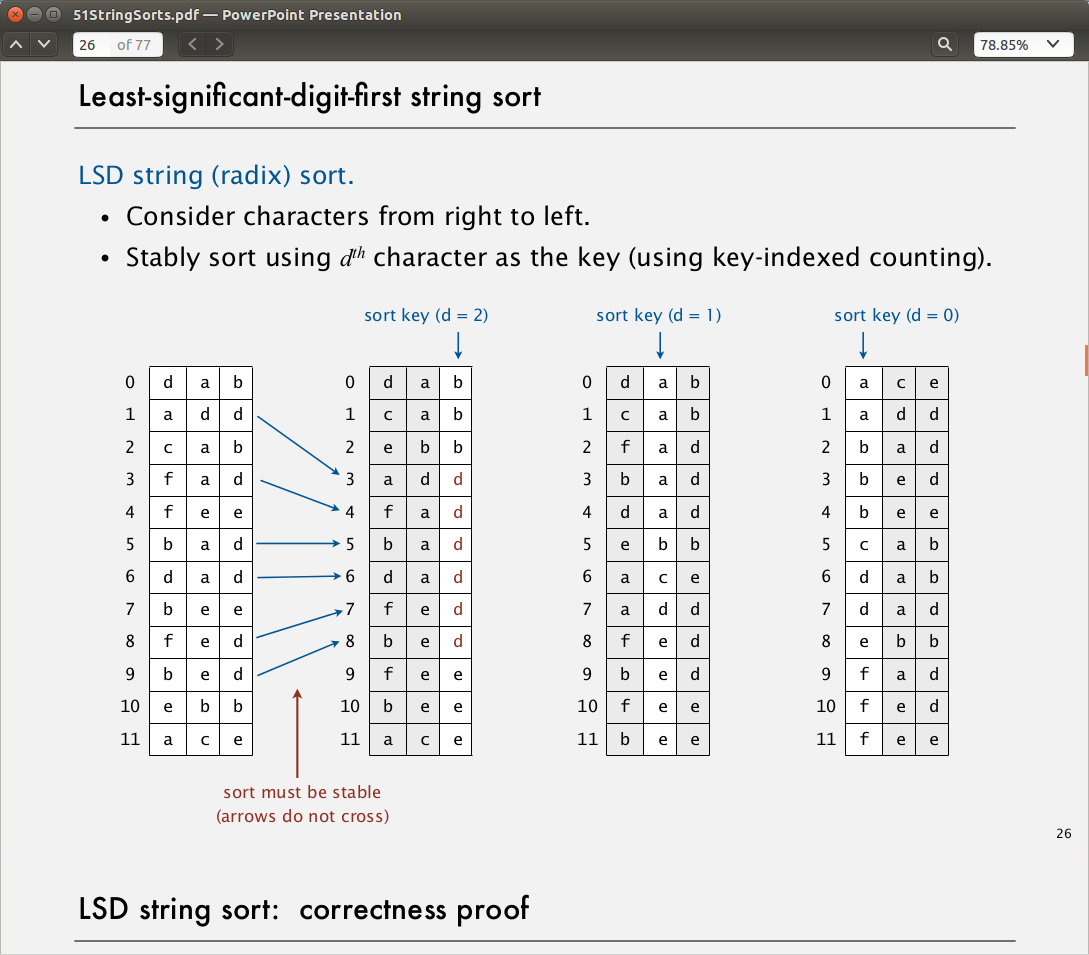 51StringSorts.pdf — PowerPoint Presentation
26 of 77
78.85%
Least-significant-digit-first string sort
LSD string (radix) sort.
• Consider characters from right to left.
• Stably sort using dth character as the key (using key-indexed counting).
sort key (d = 2) sort key (d = 1) sort key (d = 0)
0 d a b 0 d a b 0 d a b 0 a c e
1 a d d 1 c a b 1 c a b 1 a d d
2 c a b 2 e b b 2 f a d 2 b a d
3 f a d 3 a d d 3 b a d 3 b e d
4 f e e 4 f a d 4 d a d 4 b e e
5 b a d 5 b a d 5 e b b 5 c a b
6 d a d 6 d a d 6 a c e 6 d a b
7 b e e 7 f e d 7 a d d 7 d a d
8 f e d 8 b e d 8 f e d 8 e b b
9 b e d 9 f e e 9 b e d 9 f a d
10 e b b 10 b e e 10 f e e 10 f e d
11 a c e 11 a c e 11 b e e 11 f e e
sort must be stable
(arrows do not cross)
26
LSD string sort: correctness proof